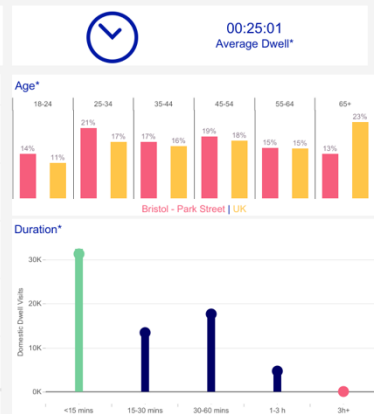 00:25:01
Average Dwell*
Age*
18-24 25-34 35-44 45-54 55-64 65+
14% 11% 21% 17% 17% 16% 19% 18% 15% 15% 13% 23%
Bristol - Park Street | UK
Duration*
Domestic Dwell Visits
30K
20K
10K
0K
<15 mins 15-30 mins 30-60 mins 1-3 h 3h+